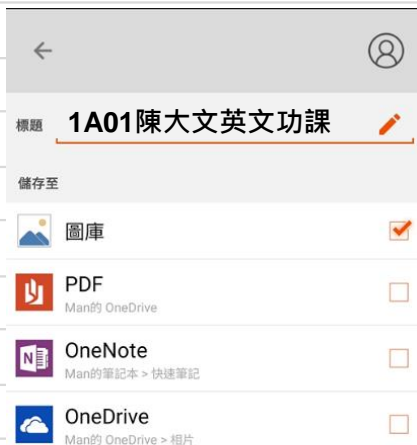 標題 1A01陳大文英文功課
儲存至
圖庫
PDF
Man的 OneDrive
OneNote
Man的筆記本 > 快速筆記
OneDrive
Man的 OneDrive > 相片